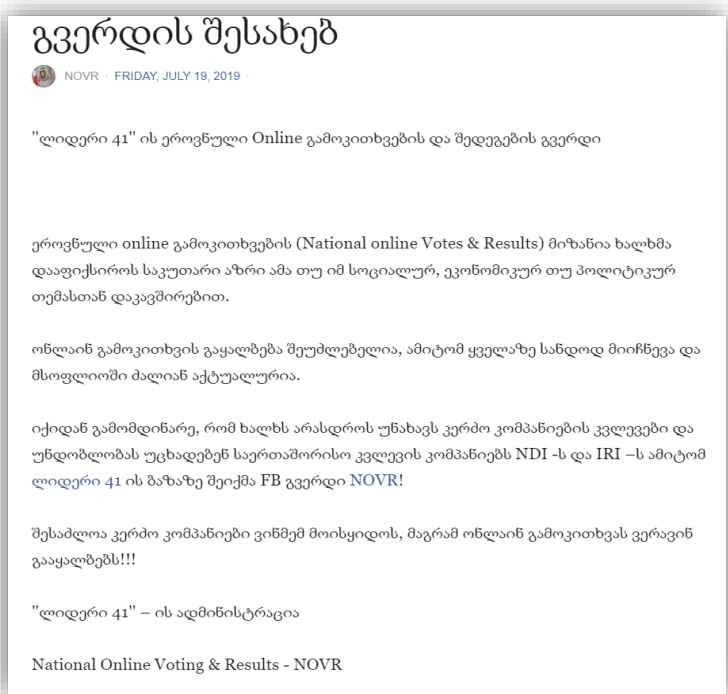 გვერდის შესახებ
NOVR · FRIDAY, JULY 19, 2019 ·
"ლიდერი 41" ის ეროვნული Online გამოკითხვების და შედეგების გვერდი
ეროვნული online გამოკითხვების (National online Votes & Results) მიზანია ხალხმა
დააფიქსიროს საკუთარი აზრი ამა თუ იმ სოციალურ, ეკონომიკურ თუ პოლიტიკურ
თემასთან დაკავშირებით.
ონლაინ გამოკითხვის გაყალბება შეუძლებელია, ამიტომ ყველაზე სანდოდ მიიჩნევა და
მსოფლიოში ძალიან აქტუალურია.
იქიდან გამომდინარე, რომ ხალხს არასდროს უნახავს კერძო კომპანიების კვლევები და
უნდობლობას უცხადებენ საერთაშორისო კვლევის კომპანიებს NDI -ს და IRI –ს ამიტომ
ლიდერი 41 ის ბაზაზე შეიქმა FB გვერდი NOVR!
შესაძლოა კერძო კომპანიები ვინმემ მოისყიდოს, მაგრამ ონლაინ გამოკითხვას ვერავინ
გააყალბებს!!!
"ლიდერი 41" – ის ადმინისტრაცია
National Online Voting & Results - NOVR